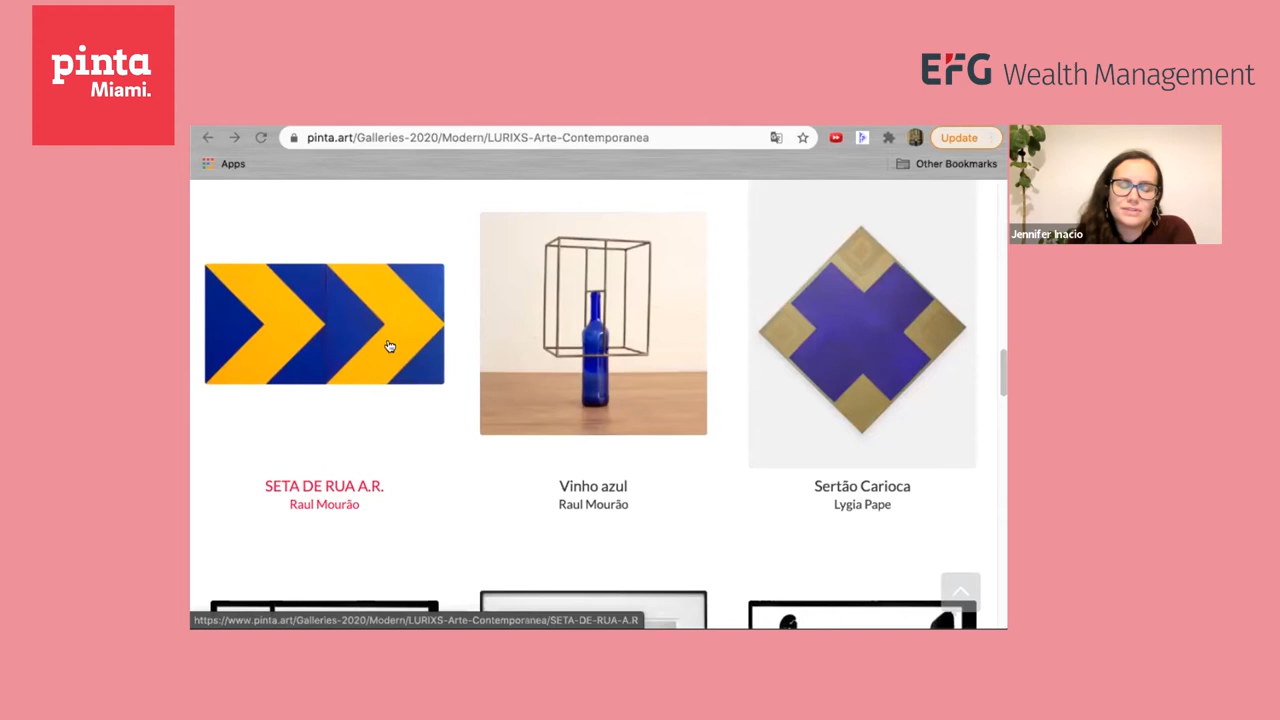 pinta
Miami.
EFG Wealth Management
pinta.art/Galleries-2020/Modern/LURIXS-Arte-Contemporanea
Update
Apps
Other Bookmarks
Jennifer Inacio
SETA DE RUA A.R.
Raul Mourão
Vinho azul
Raul Mourão
Sertão Carioca
Lygia Pape
https://www.pinta.art/Galleries-2020/Modern/LURIXS-Arte-Contemporanea/SETA-DE-RUA-A.R